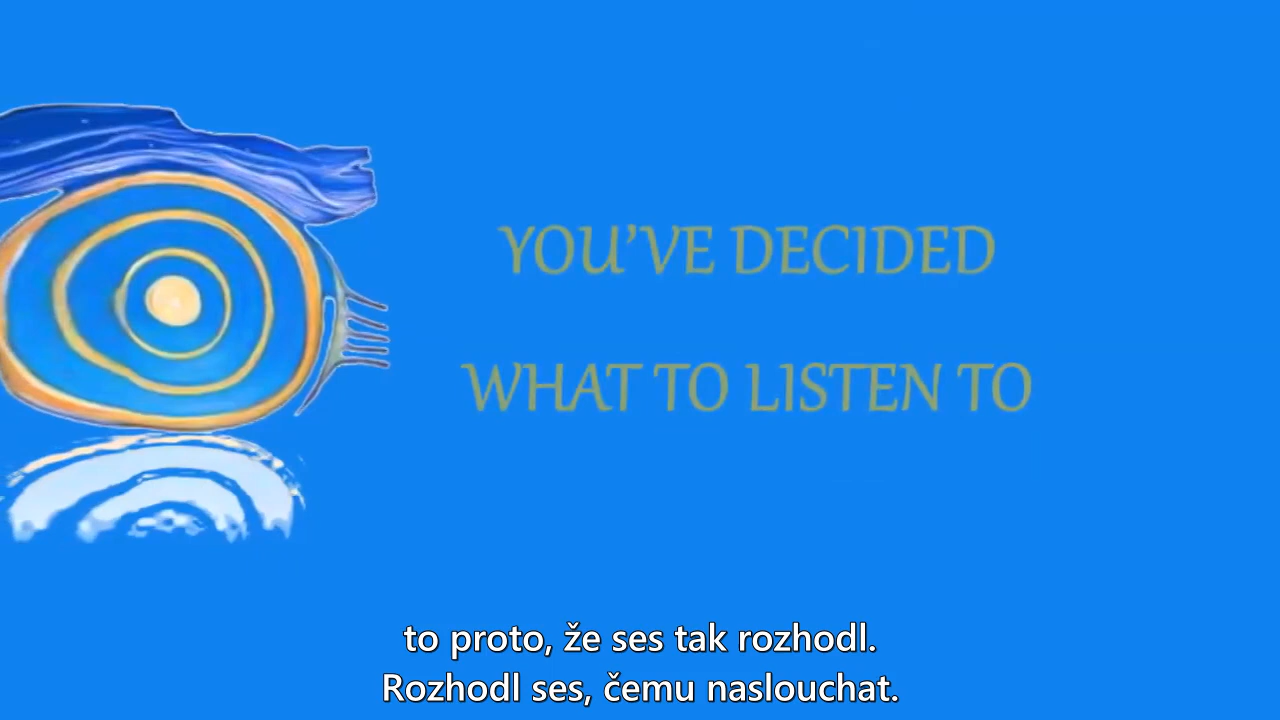 YOU'VE DECIDED
WHAT TO LISTEN TO
to proto, že ses tak rozhodl.
Rozhodl ses, čemu naslouchat.